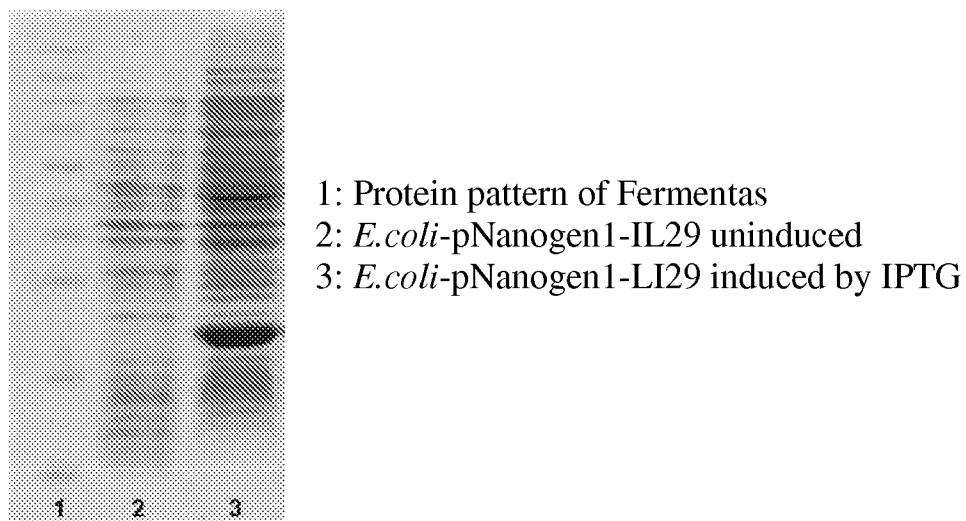 1: Protein pattern of Fermentas
2: E.coli-pNanogen1-IL29 uninduced
3: E.coli-pNanogen1-LI29 induced by IPTG
1 2 3